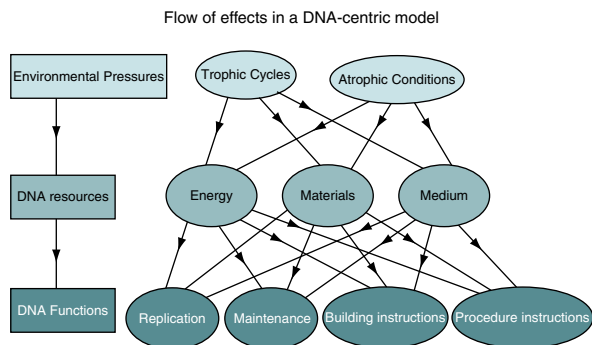 Flow of effects in a DNA-centric model
Environmental Pressures
Trophic Cycles
Atrophic Conditions
DNA resources
Energy
Materials
Medium
DNA Functions
Replication
Maintenance
Building instructions
Procedure instructions